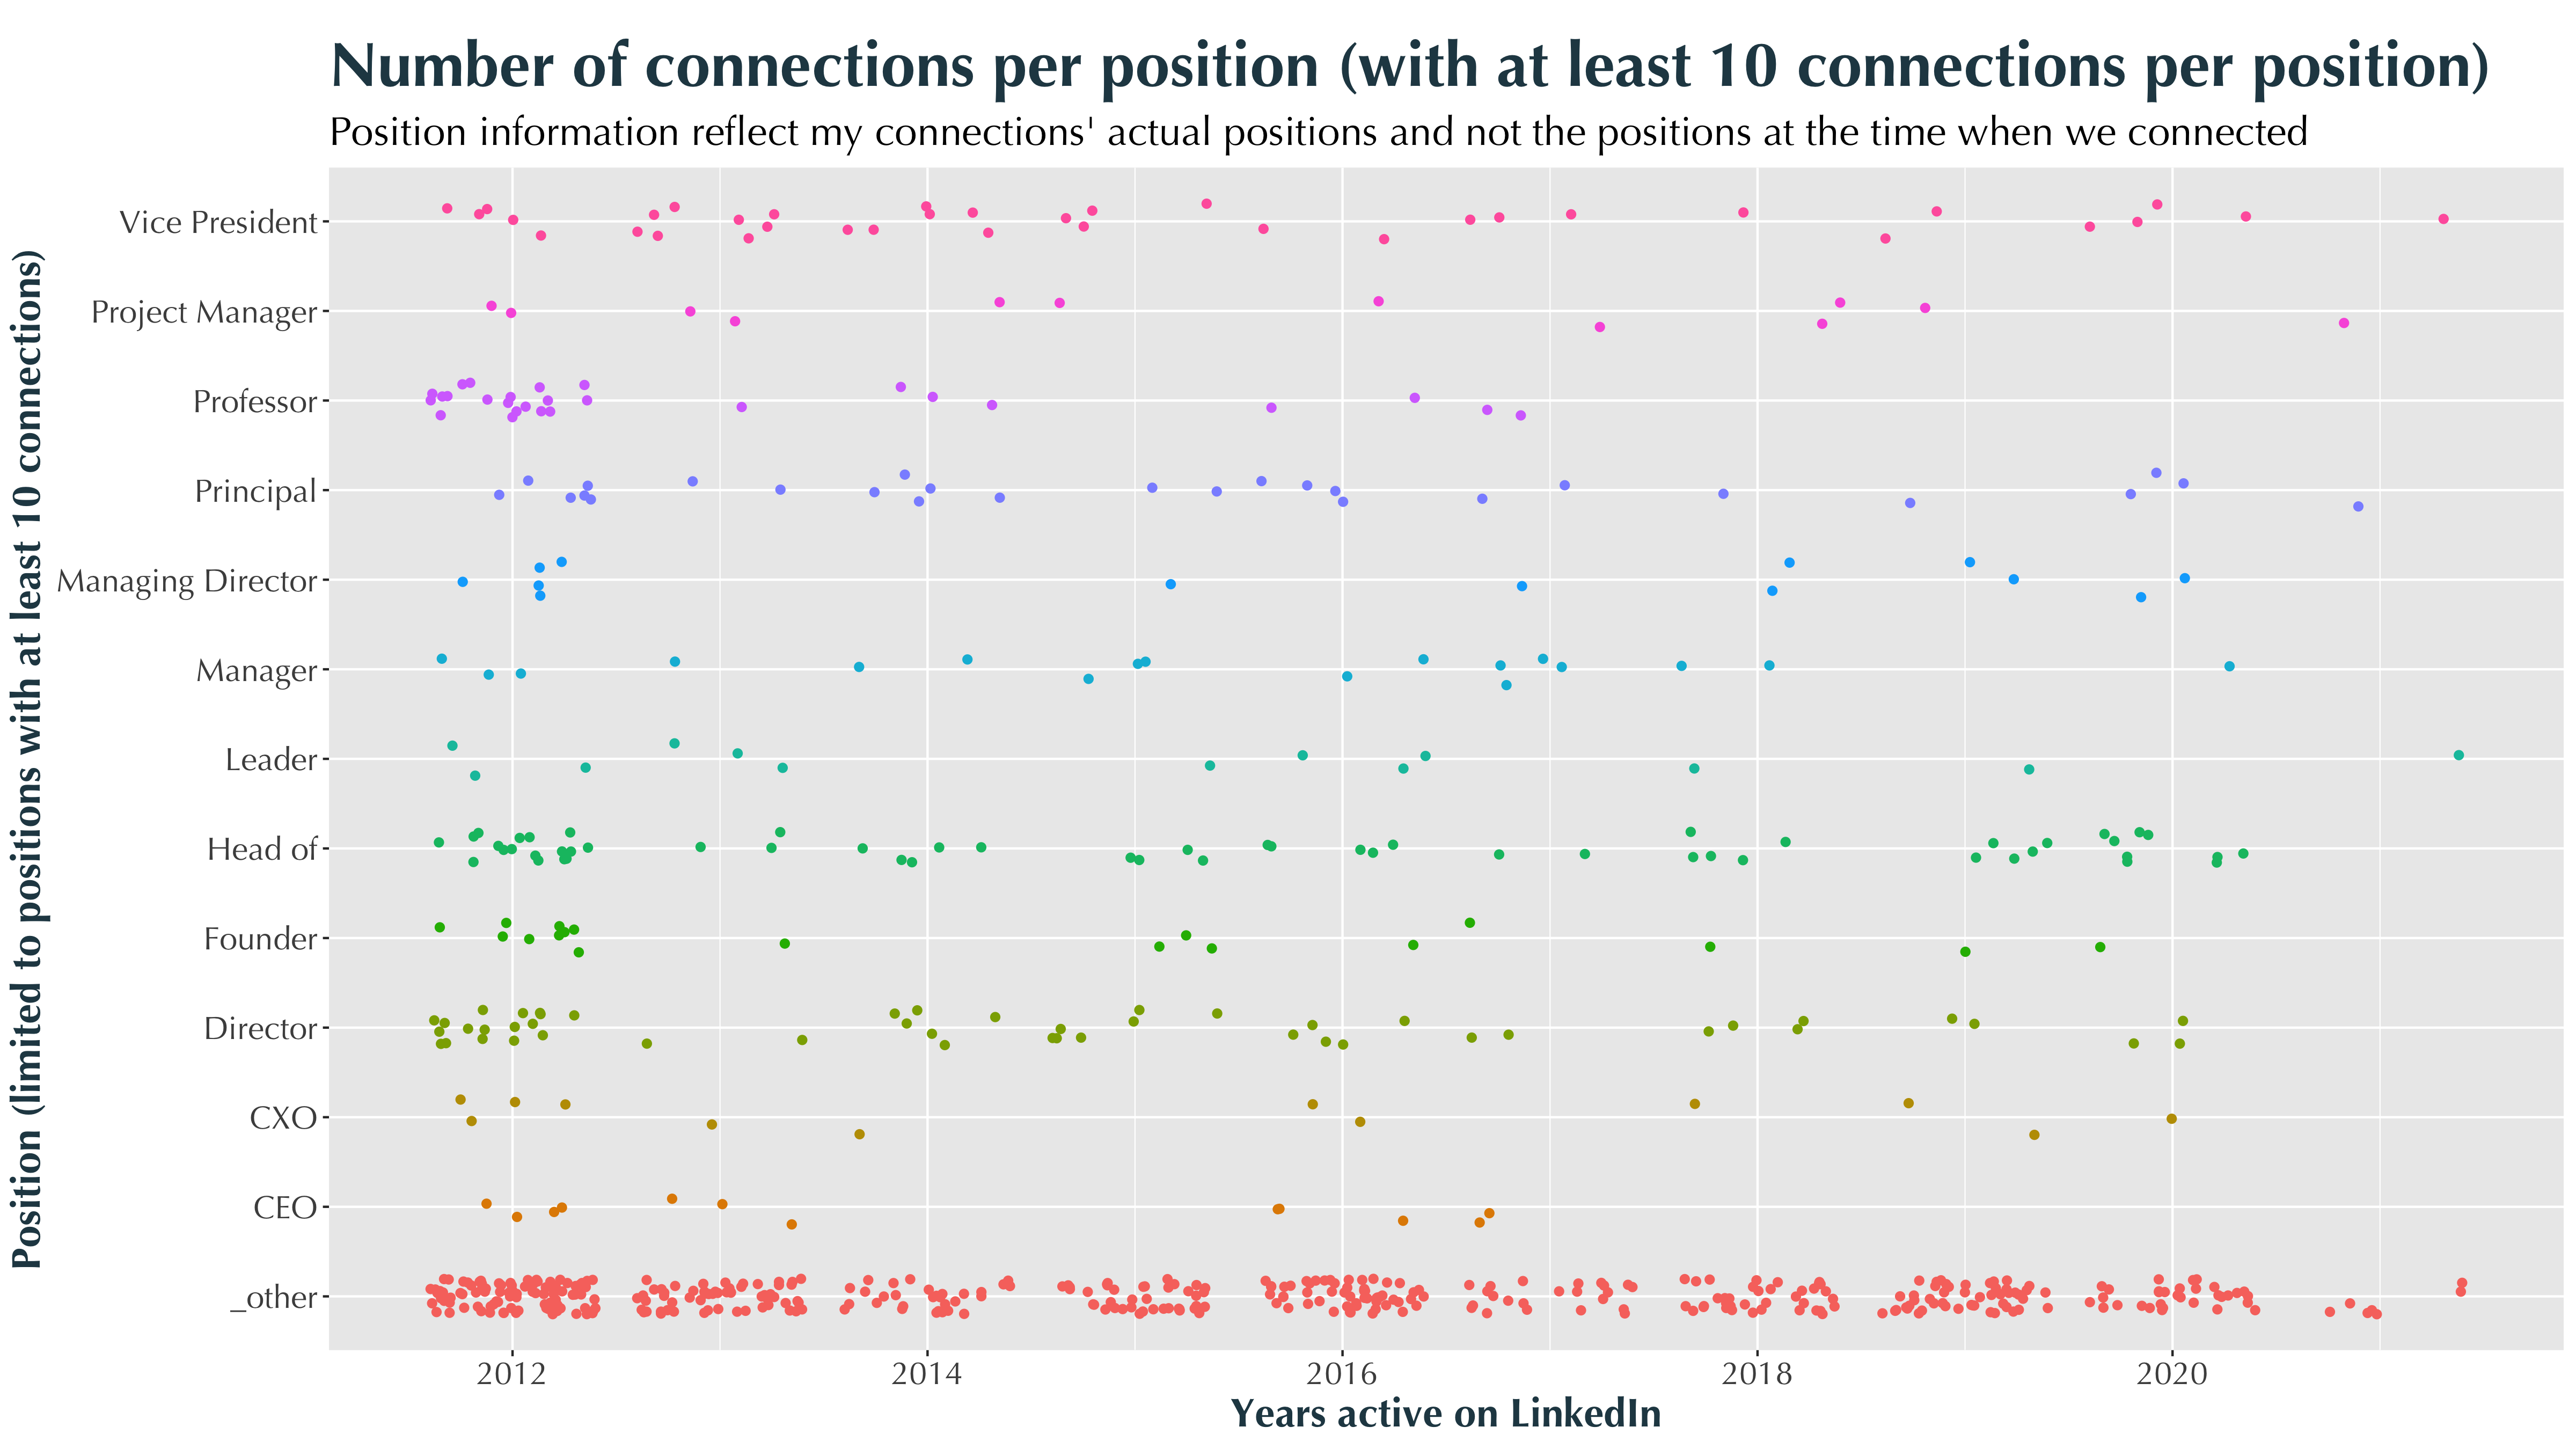 Number of connections per position (with at least 10 connections per position)
Position information reflect my connections' actual positions and not the positions at the time when we connected
Position (limited to positions with at least 10 connections)
Vice President
Project Manager
Professor
Principal
Managing Director
Manager
Leader
Head of
Founder
Director
CXO
CEO
_other
2012 2014 2016 2018 2020
Years active on LinkedIn